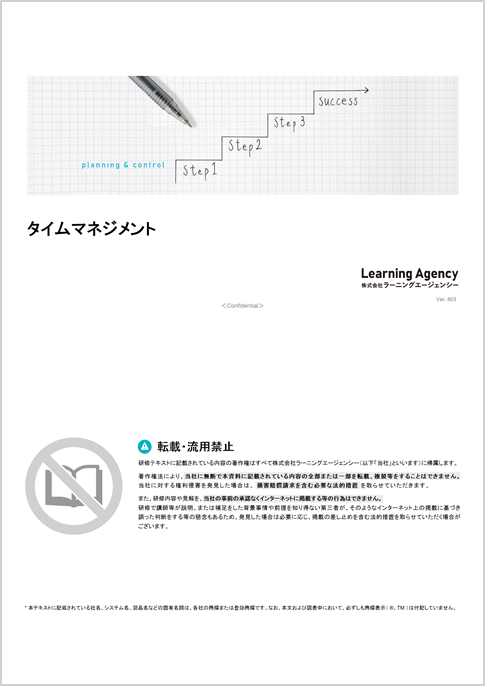 planning & control
Step1
Step2
Step3
success
タイムマネジメント
Learning Agency
株式会社ラーニングエージェンシー
Ver. 803
＜Confidential＞
転載・流用禁止
研修テキストに記載されている内容の著作権はすべて株式会社ラーニングエージェンシー（以下「当社」といいます）に帰属します。
著作権法により、当社に無断で本資料に記載されている内容の全部または一部を転載、複製等をすることはできません。
当社に対する権利侵害を発見した場合は、損害賠償請求を含む必要な法的措置 を取らせていただきます。
また、研修内容や見解を、当社の事前の承認なくインターネットに掲載する等の行為はできません。
研修で講師等が説明、または補足をした背景事情や前提を知り得ない第三者が、そのようなインターネット上の掲載に基づき
誤った判断をする等の懸念もあるため、発見した場合は必要に応じ、掲載の差し止めを含む法的措置を取らせていただく場合が
ございます。
* 本テキストに記載されている社名、システム名、製品名などの固有名詞は、各社の商標または登録商標です。なお、本文および図表中において、必ずしも商標表示（ ®、TM ）は付記していません。